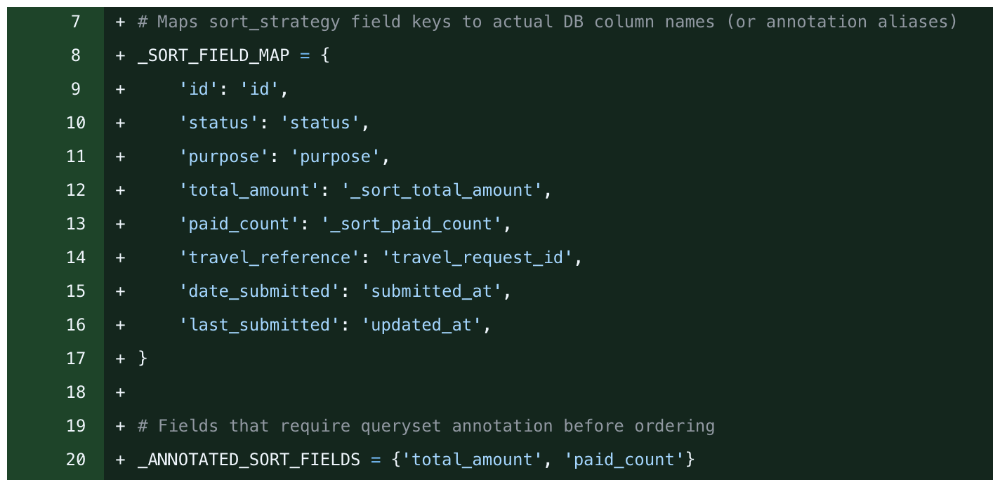 7 + # Maps sort_strategy field keys to actual DB column names (or annotation aliases)
8 + _SORT_FIELD_MAP = {
9 +     'id': 'id',
10 +     'status': 'status',
11 +     'purpose': 'purpose',
12 +     'total_amount': '_sort_total_amount',
13 +     'paid_count': '_sort_paid_count',
14 +     'travel_reference': 'travel_request_id',
15 +     'date_submitted': 'submitted_at',
16 +     'last_submitted': 'updated_at',
17 + }
18 +
19 + # Fields that require queryset annotation before ordering
20 + _ANNOTATED_SORT_FIELDS = {'total_amount', 'paid_count'}